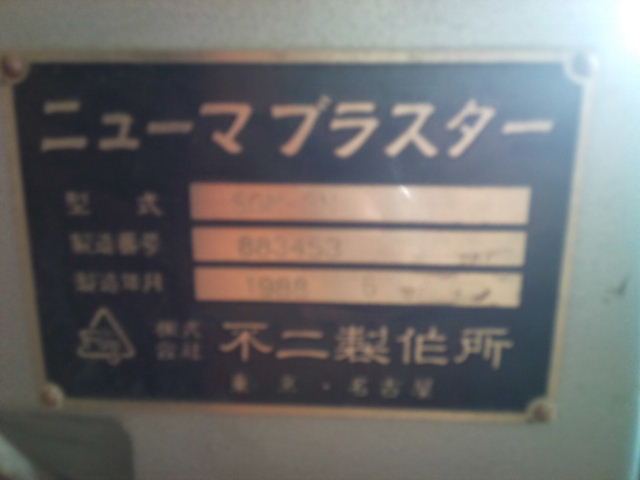 ニューマブラスター
型式
製造番号 883453
製造年月 1988 6
株式会社 不二製作所
東京・名古屋